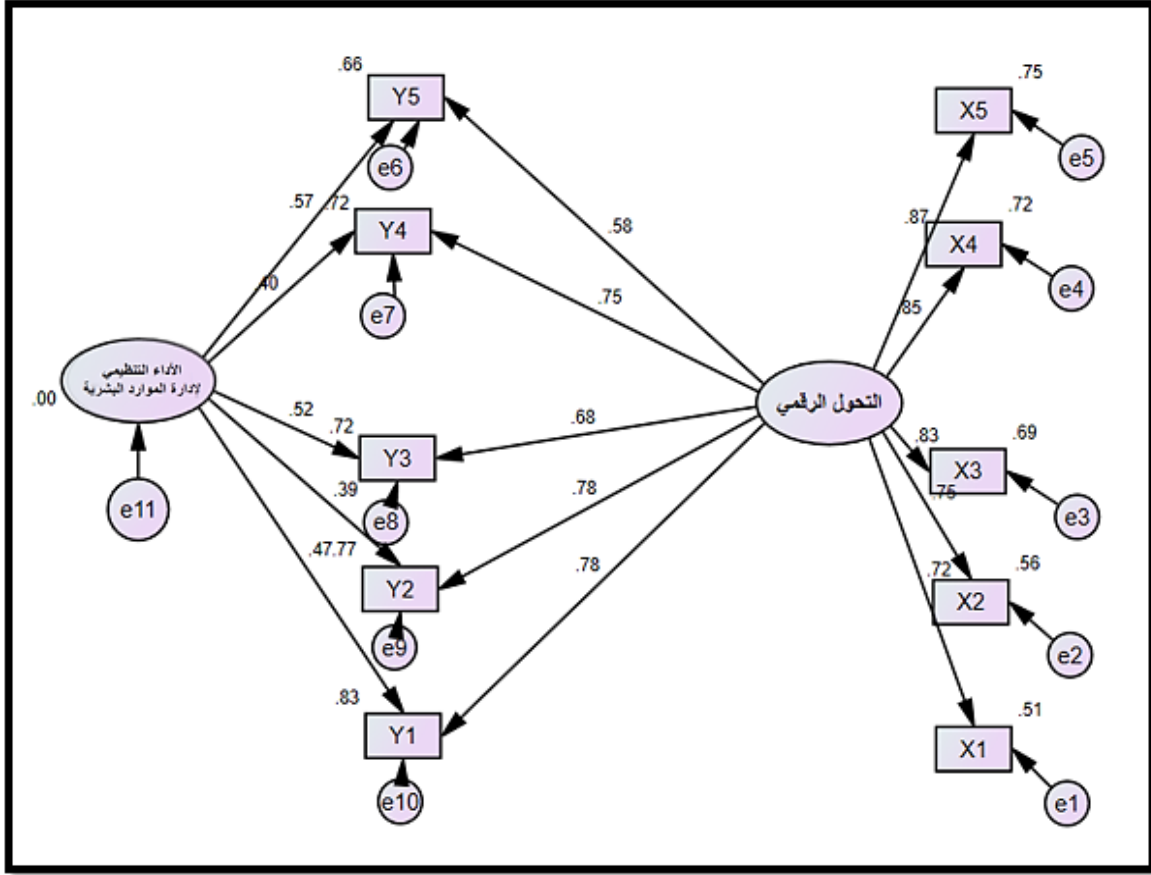 .66
Y5
e6
.75
X5
e5
.57
.72
Y4
e7
.58
.87
.72
X4
e4
.40
.75
.85
الأداء التنظيمي
لادارة الموارد البشرية
.00
e11
التحول الرقمي
.52
.72
Y3
e8
.68
.83
.69
X3
e3
.39
.78
.75
.47
.77
Y2
e9
.78
.72
.56
X2
e2
.83
Y1
e10
.51
X1
e1